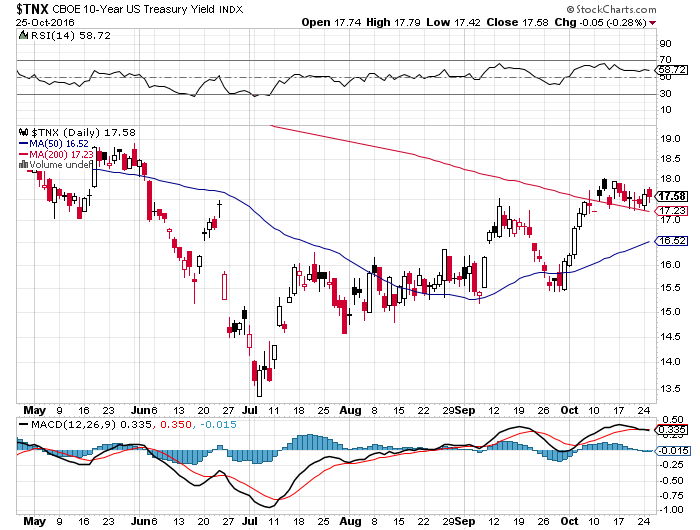 $TNX CBOE 10-Year US Treasury Yield INDX © StockCharts.com
25-Oct-2016 Open 17.74 High 17.79 Low 17.42 Close 17.58 Chg -0.05 (-0.28%)
RSI(14) 58.72
90
70
58.72
50
30
10
$TNX (Daily) 17.58
MA(50) 16.52
MA(200) 17.23
Volume undef
19.0
18.5
18.0
17.58
17.23
17.0
16.52
16.0
15.5
15.0
14.5
14.0
13.5
May 9 16 23 Jun 6 13 20 27 Jul 11 18 25 Aug 8 15 22 29 Sep 12 19 26 Oct 10 17 24
MACD(12,26,9) 0.335, 0.350, -0.015
0.335
0.25
-0.015
-0.25
-0.50
-0.75
-1.00
May 9 16 23 Jun 6 13 20 27 Jul 11 18 25 Aug 8 15 22 29 Sep 12 19 26 Oct 10 17 24